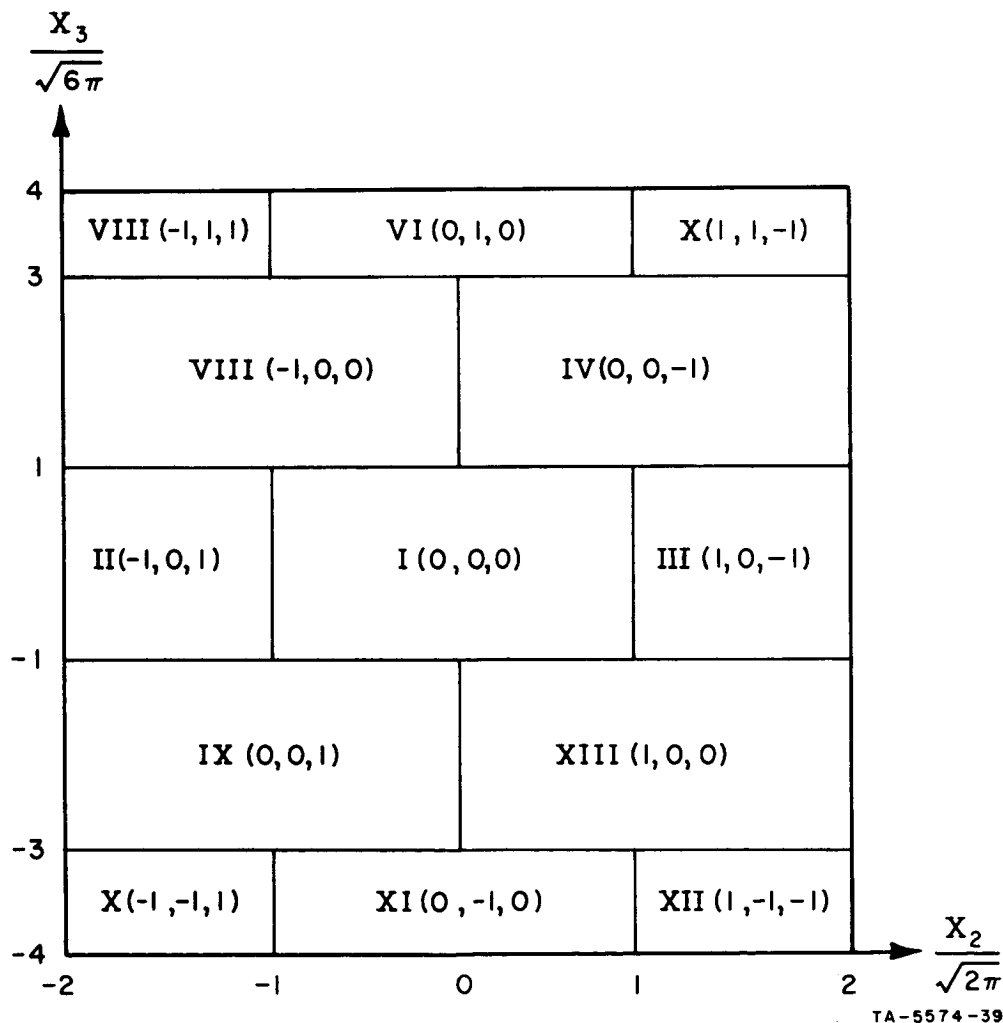 X₃
√6π
4
VIII (-1, 1, 1) VI (0, 1, 0) X (1, 1, -1)
3
VIII (-1, 0, 0) IV (0, 0, -1)
1
II (-1, 0, 1) I (0, 0, 0) III (1, 0, -1)
-1
IX (0, 0, 1) XIII (1, 0, 0)
-3
X (-1, -1, 1) XI (0, -1, 0) XII (1, -1, -1)
-4
X₂
√2π
-2 -1 0 1 2
TA-5574-39